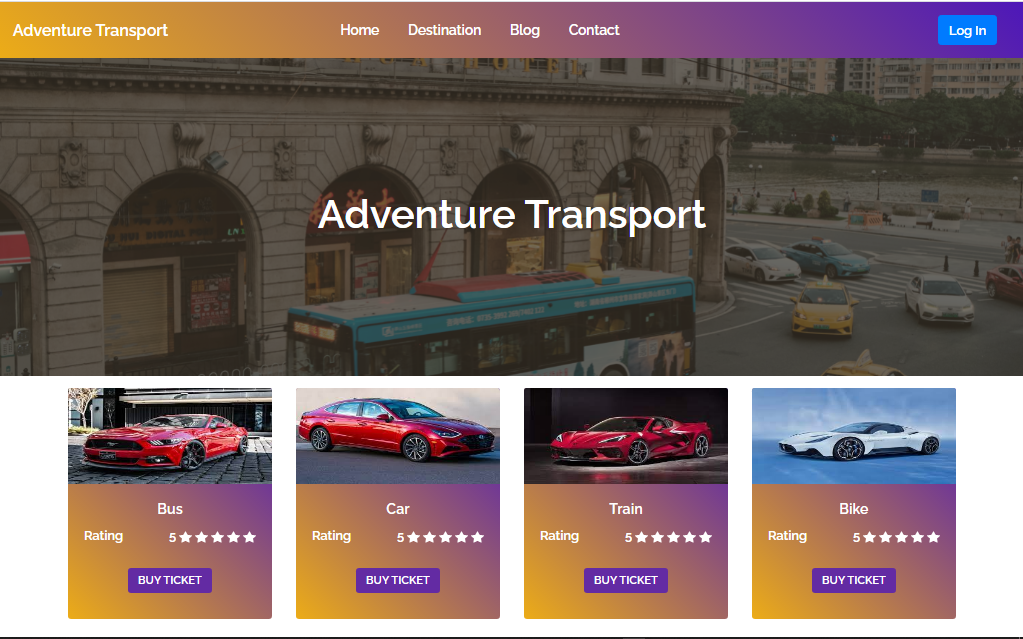 Adventure Transport
Home Destination Blog Contact
Log In
Adventure Transport
Bus
Rating 5
BUY TICKET
Car
Rating 5
BUY TICKET
Train
Rating 5
BUY TICKET
Bike
Rating 5
BUY TICKET